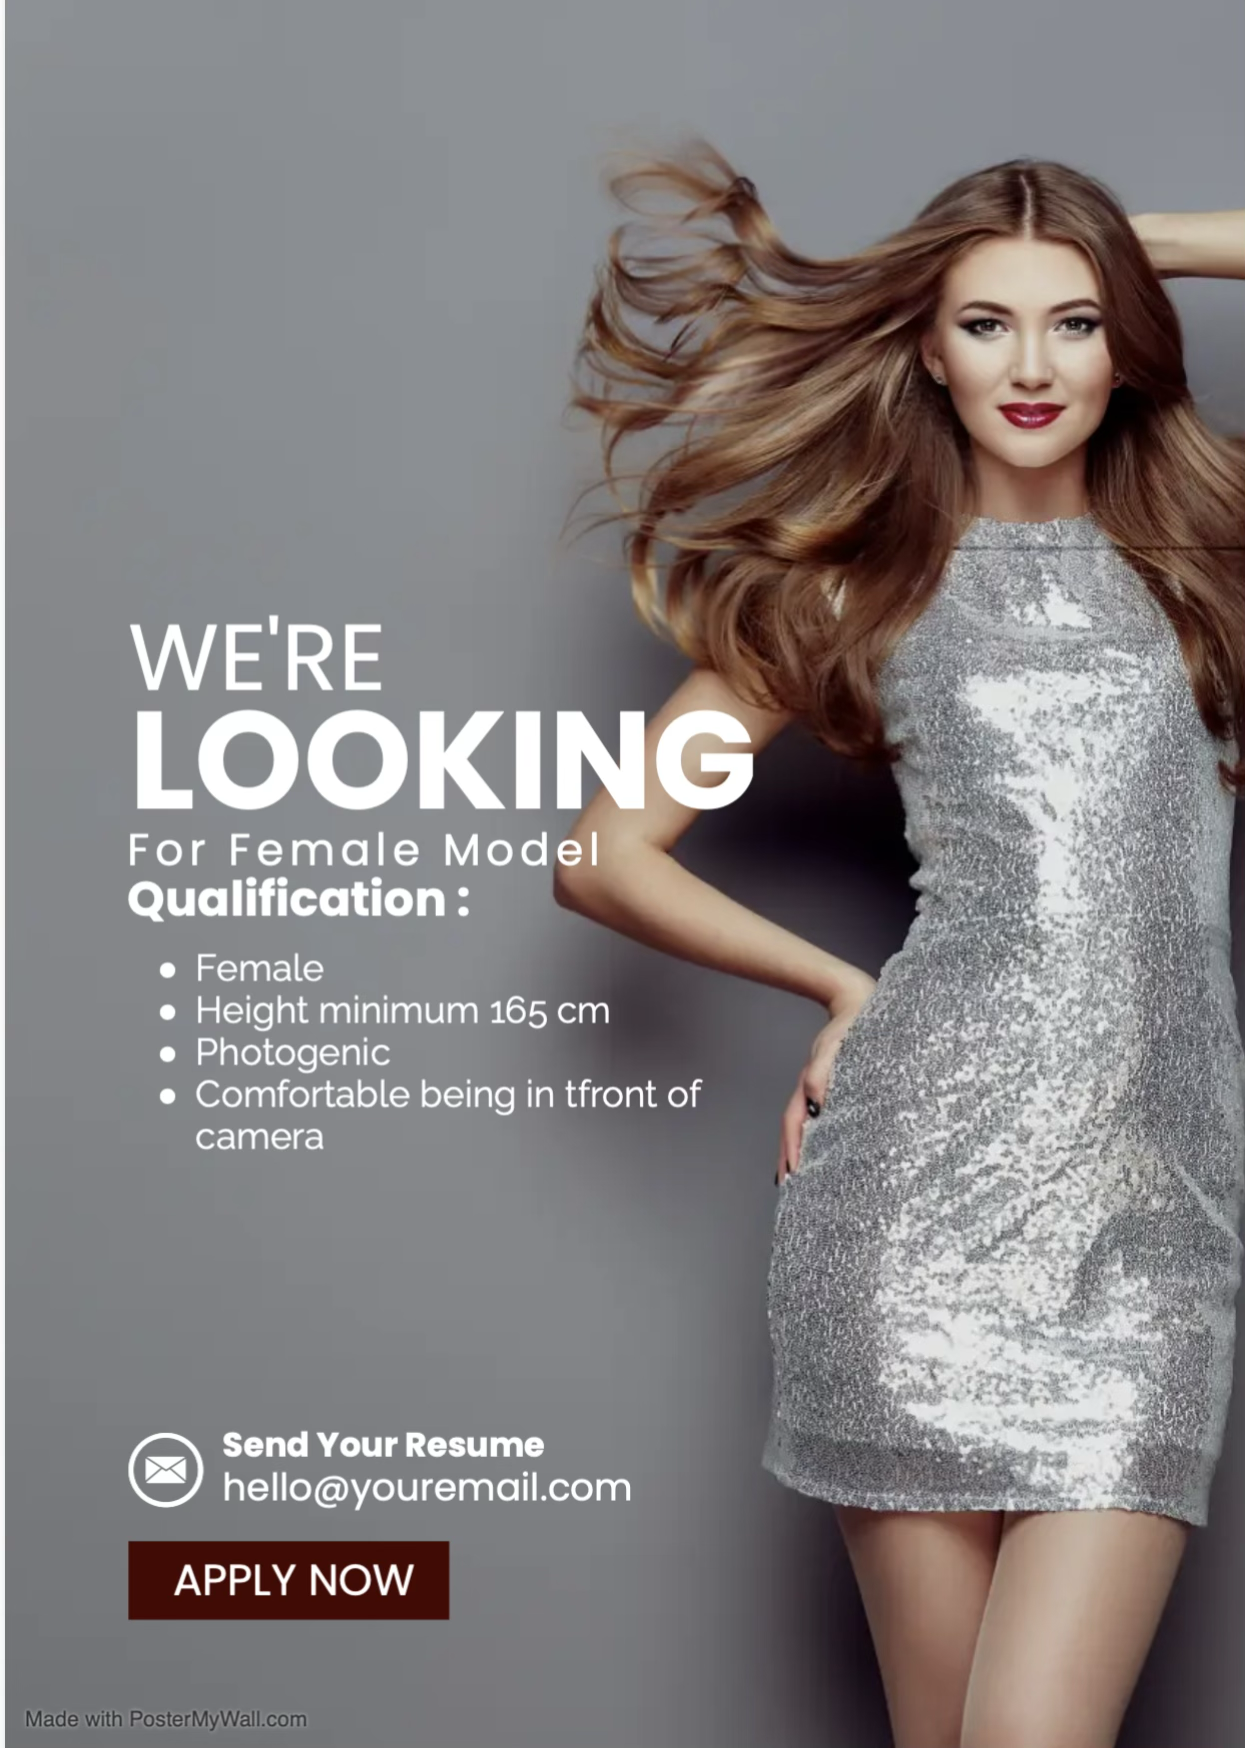 WE'RE
LOOKING
For Female Model
Qualification :
• Female
• Height minimum 165 cm
• Photogenic
• Comfortable being in tfront of
camera
Send Your Resume
hello@youremail.com
APPLY NOW
Made with PosterMyWall.com